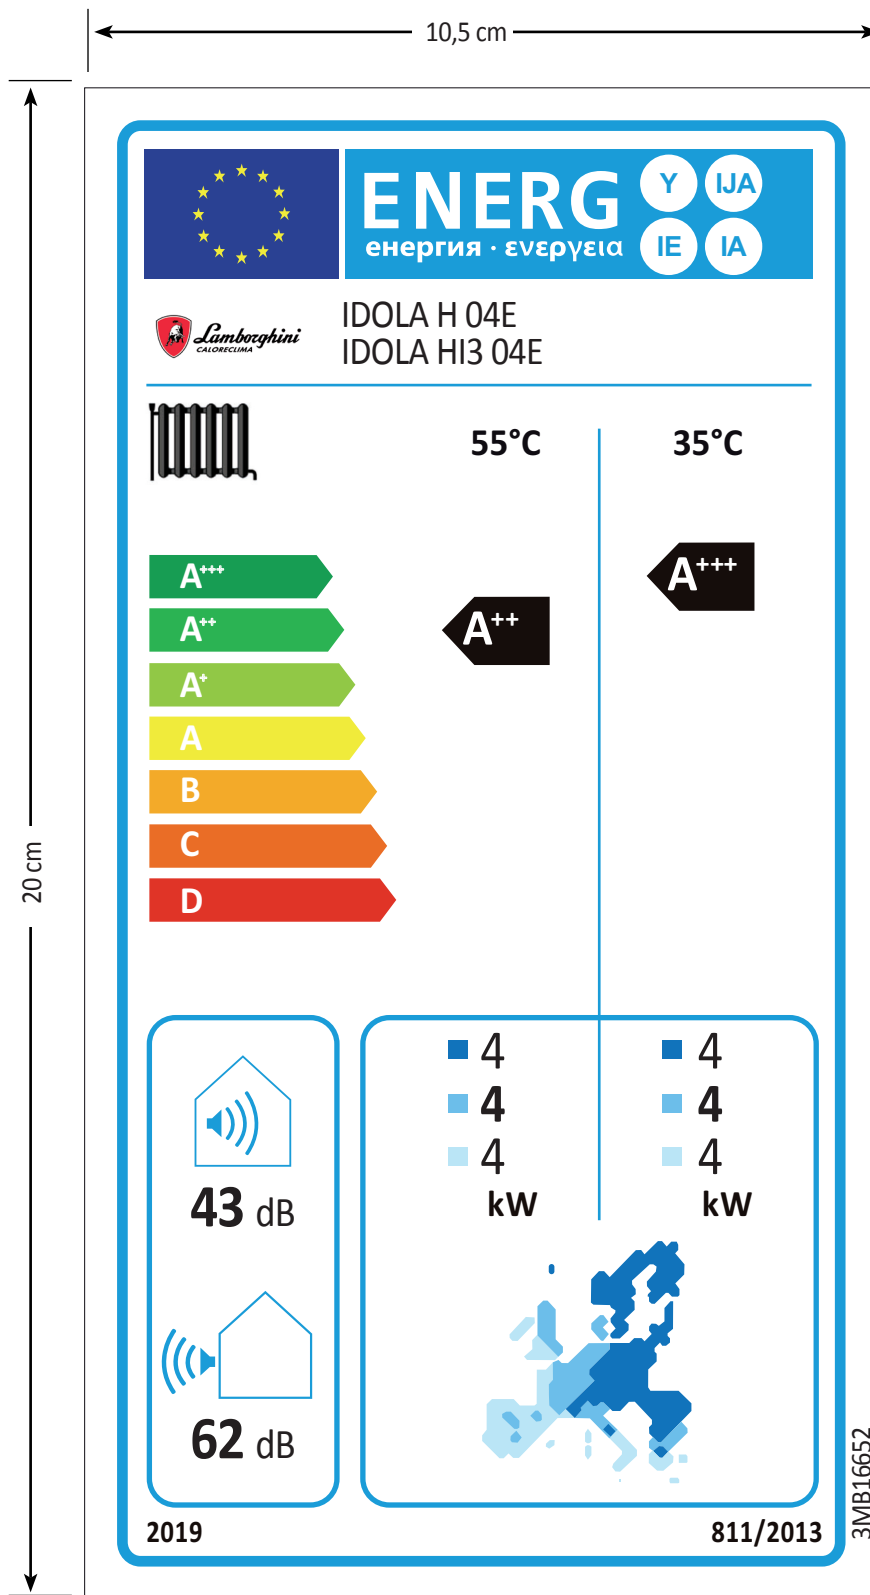 10,5 cm
20 cm
ENERG
енергия · ενεργεια
Y IJA
IE IA
Lamborghini
CALORECLIMA
IDOLA H 04E
IDOLA HI3 04E
55°C 35°C
A+++
A++
A+
A
B
C
D
A++
A+++
43 dB
62 dB
4 4
4 4
4 4
kW kW
2019
811/2013
3MB16652